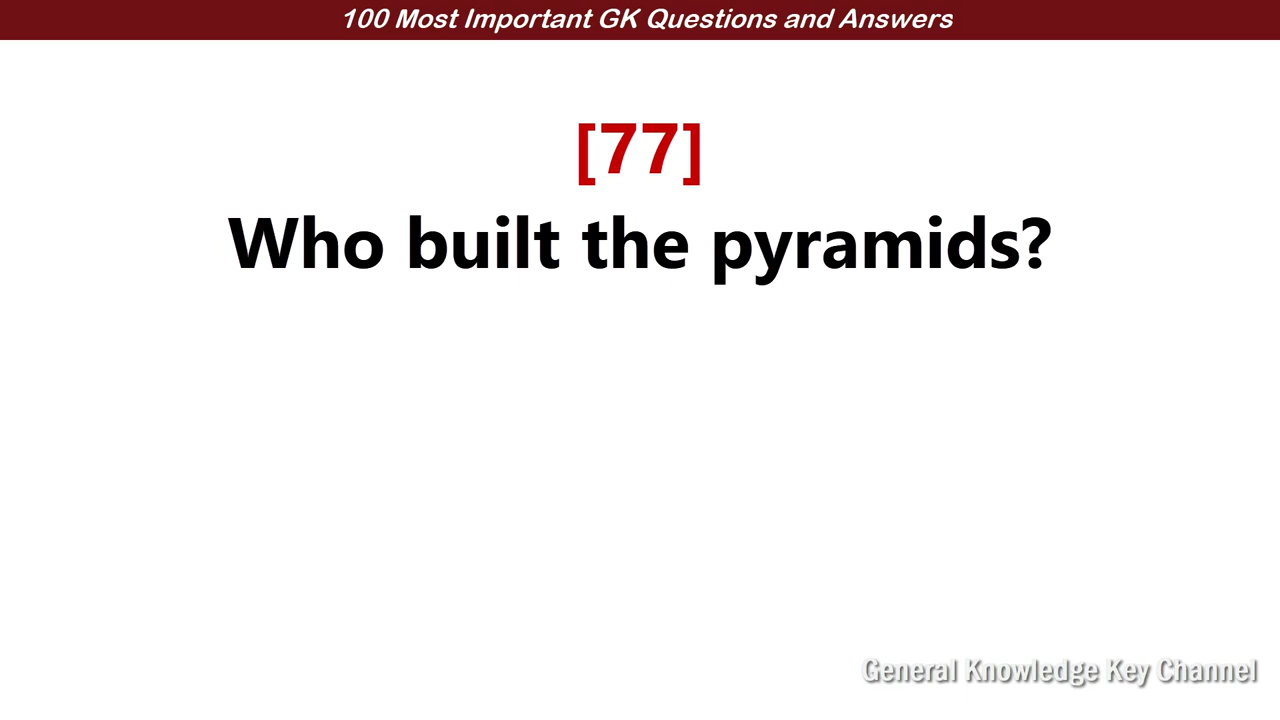 100 Most Important GK Questions and Answers
[77]
Who built the pyramids?
General Knowledge Key Channel